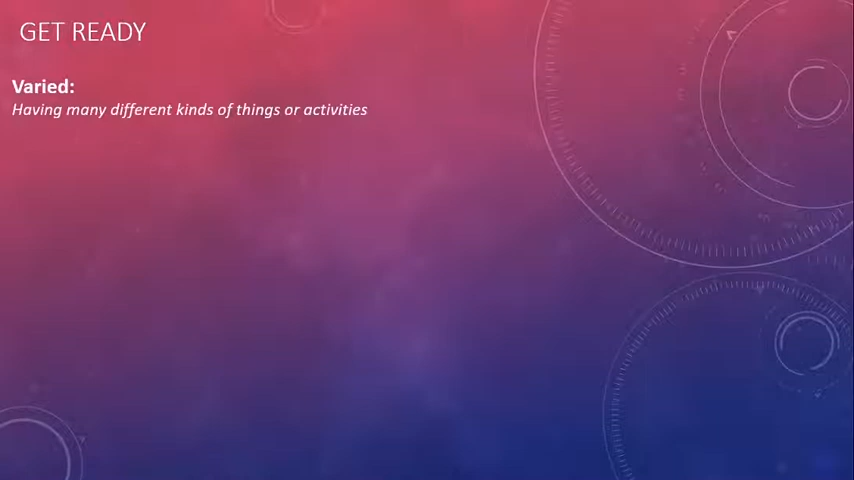 GET READY
Varied:
Having many different kinds of things or activities